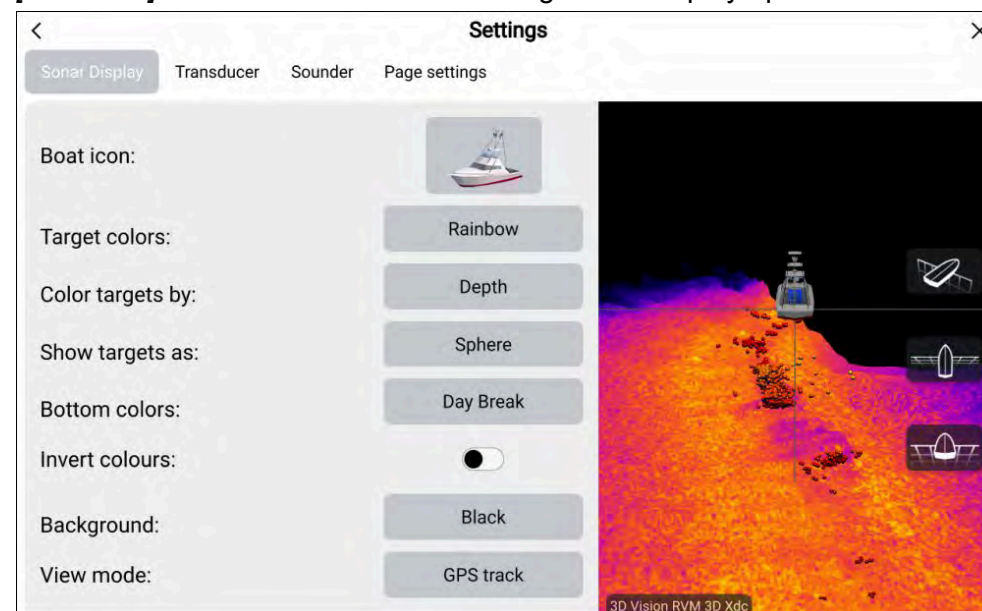 Settings
Sonar Display Transducer Sounder Page settings
Boat icon:
Target colors: Rainbow
Color targets by: Depth
Show targets as: Sphere
Bottom colors: Day Break
Invert colours:
Background: Black
View mode: GPS track
3D Vision RVM 3D Xdc